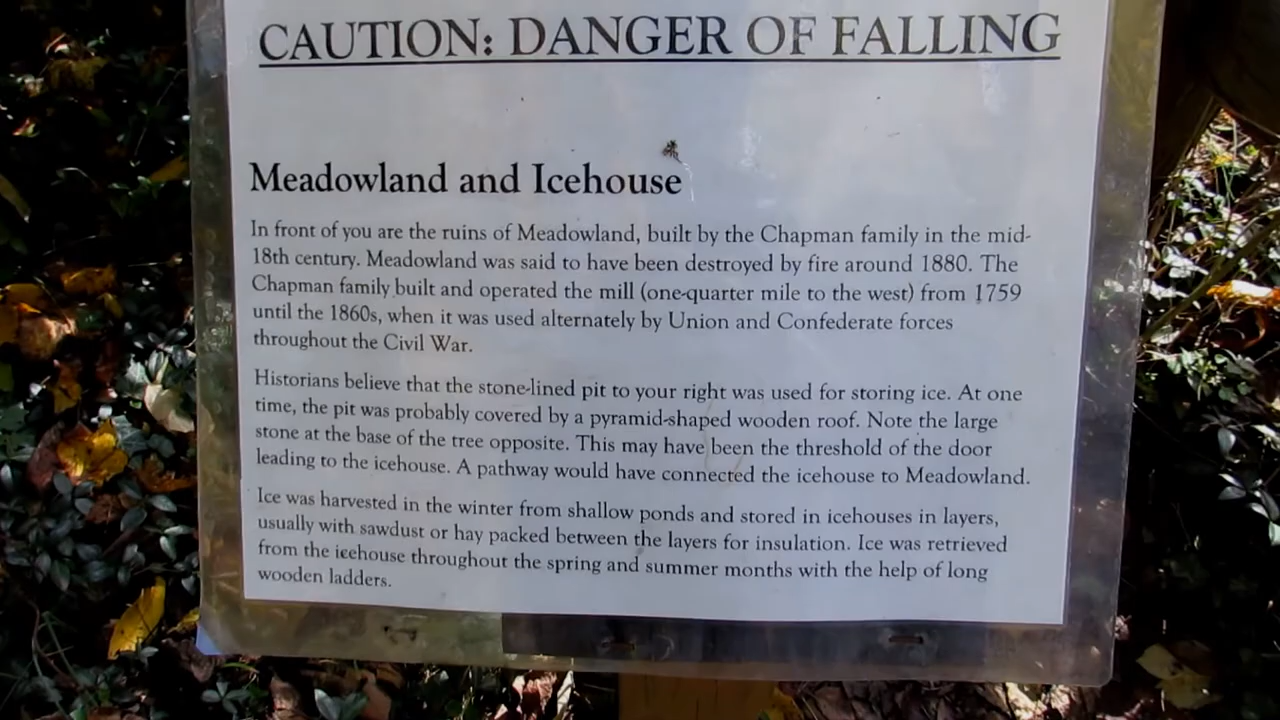 CAUTION: DANGER OF FALLING
Meadowland and Icehouse
In front of you are the ruins of Meadowland, built by the Chapman family in the mid-
18th century. Meadowland was said to have been destroyed by fire around 1880. The
Chapman family built and operated the mill (one-quarter mile to the west) from 1759
until the 1860s, when it was used alternately by Union and Confederate forces
throughout the Civil War.
Historians believe that the stone-lined pit to your right was used for storing ice. At one
time, the pit was probably covered by a pyramid-shaped wooden roof. Note the large
stone at the base of the tree opposite. This may have been the threshold of the door
leading to the icehouse. A pathway would have connected the icehouse to Meadowland.
Ice was harvested in the winter from shallow ponds and stored in icehouses in layers,
usually with sawdust or hay packed between the layers for insulation. Ice was retrieved
from the icehouse throughout the spring and summer months with the help of long
wooden ladders.